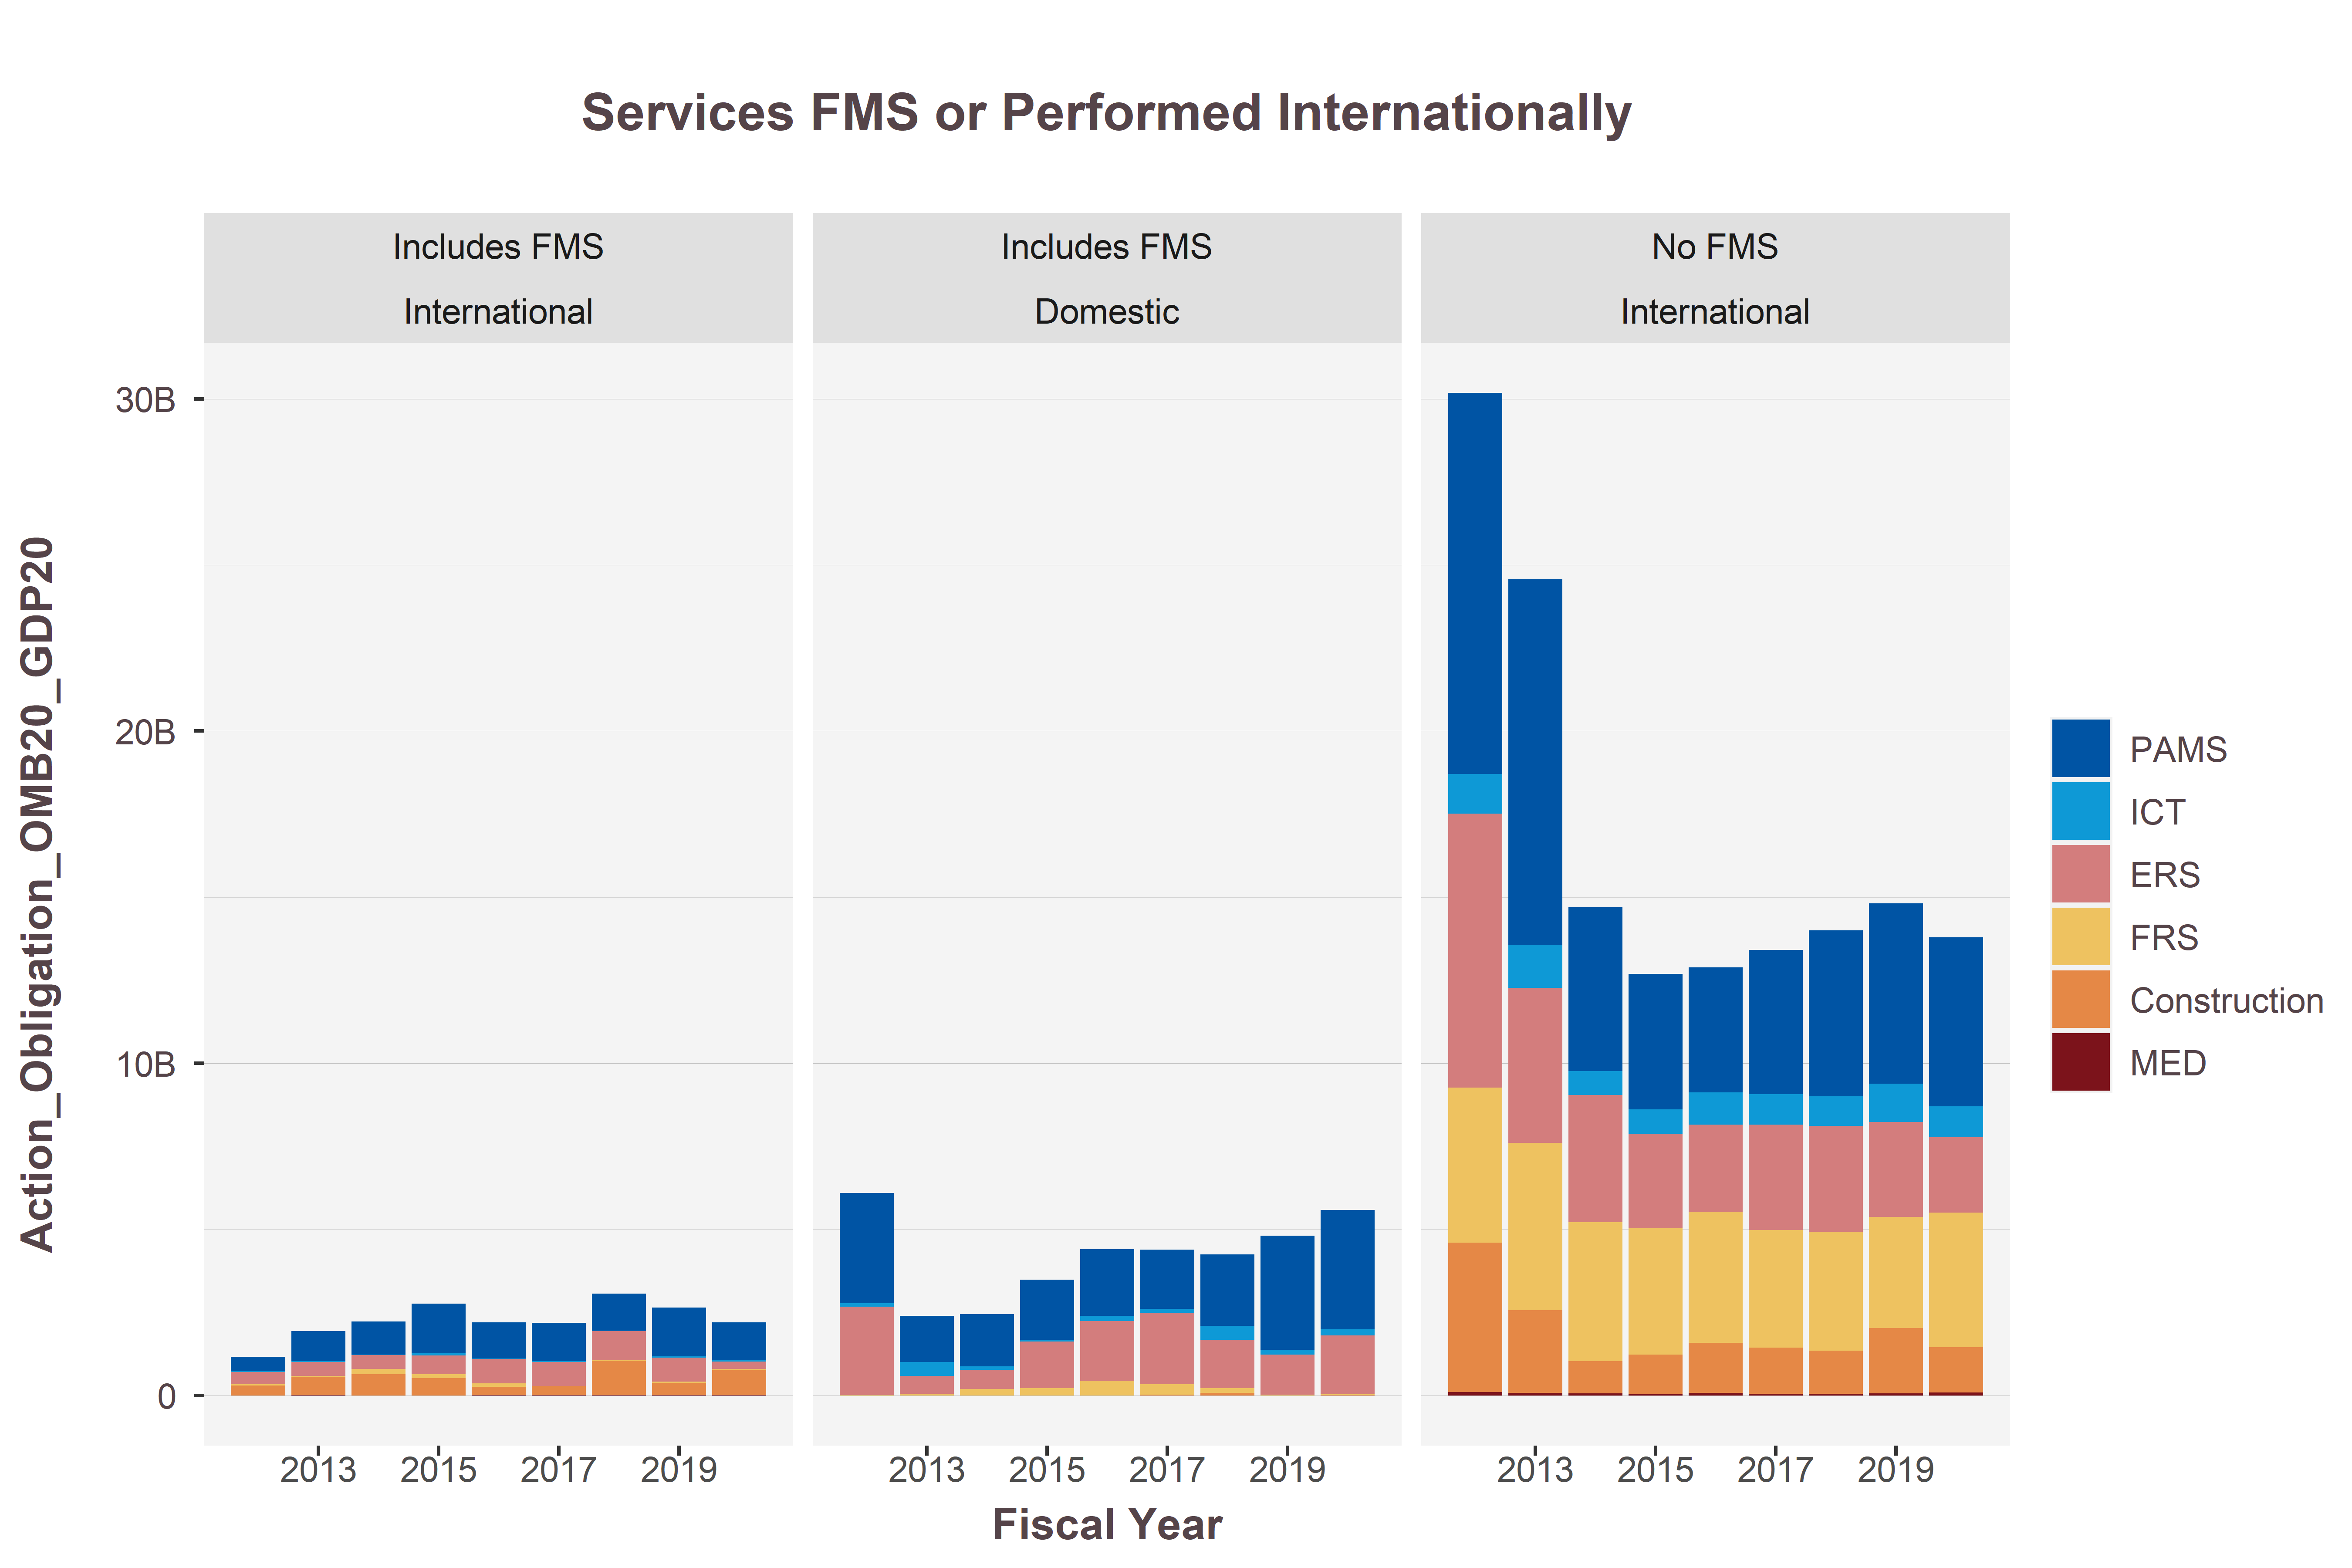 Services FMS or Performed Internationally
Includes FMS
International
Includes FMS
Domestic
No FMS
International
Action_Obligation_OMB20_GDP20
30B
20B
10B
0
2013 2015 2017 2019
2013 2015 2017 2019
2013 2015 2017 2019
Fiscal Year
PAMS
ICT
ERS
FRS
Construction
MED